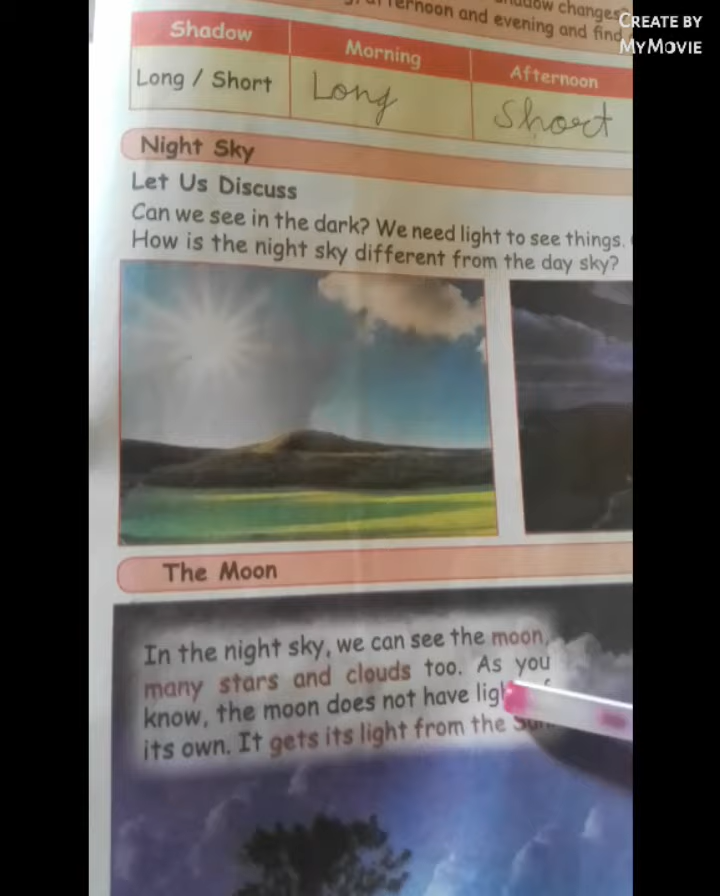 ernoon and evening and find
shadow changes
CREATE BY
MYMOVIE
Shadow Morning Afternoon
Long / Short Long Short
Night Sky
Let Us Discuss
Can we see in the dark? We need light to see things.
How is the night sky different from the day sky?
The Moon
In the night sky, we can see the moon,
many stars and clouds too. As you
know, the moon does not have
its own. It gets its light from the Sun.